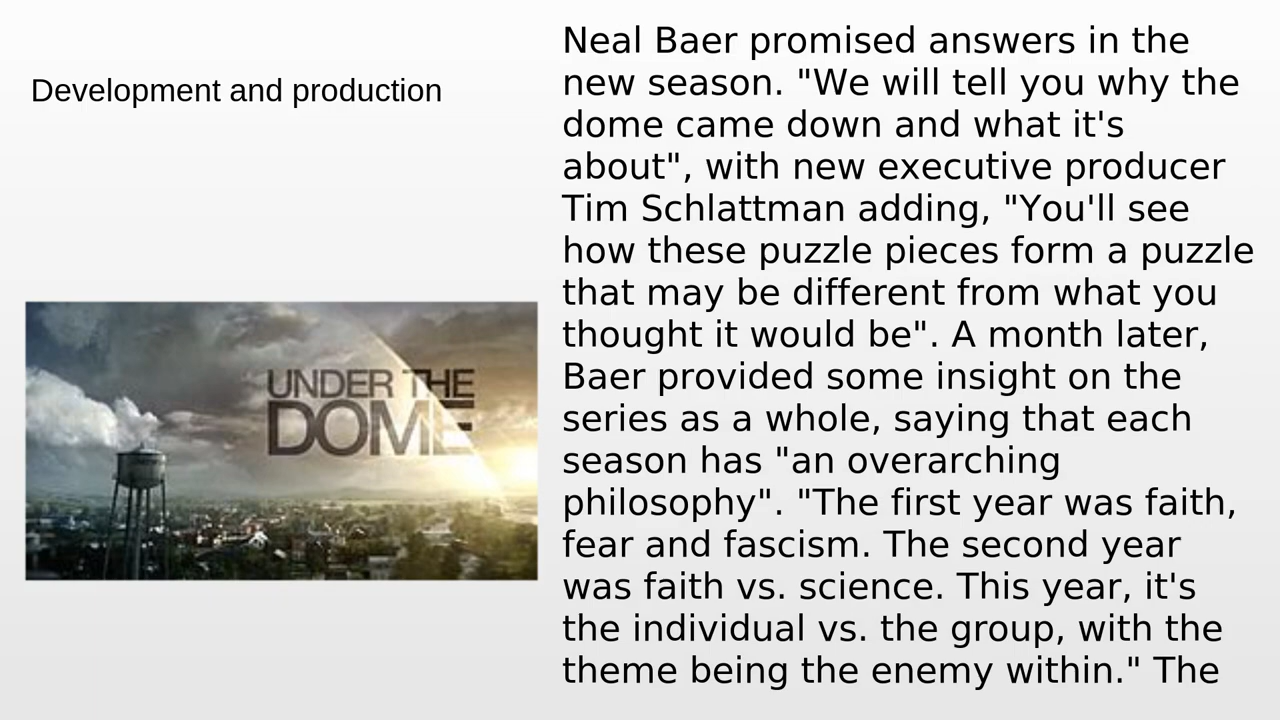 Development and production
UNDER THE
DOME
Neal Baer promised answers in the
new season. "We will tell you why the
dome came down and what it's
about", with new executive producer
Tim Schlattman adding, "You'll see
how these puzzle pieces form a puzzle
that may be different from what you
thought it would be". A month later,
Baer provided some insight on the
series as a whole, saying that each
season has "an overarching
philosophy". "The first year was faith,
fear and fascism. The second year
was faith vs. science. This year, it's
the individual vs. the group, with the
theme being the enemy within." The